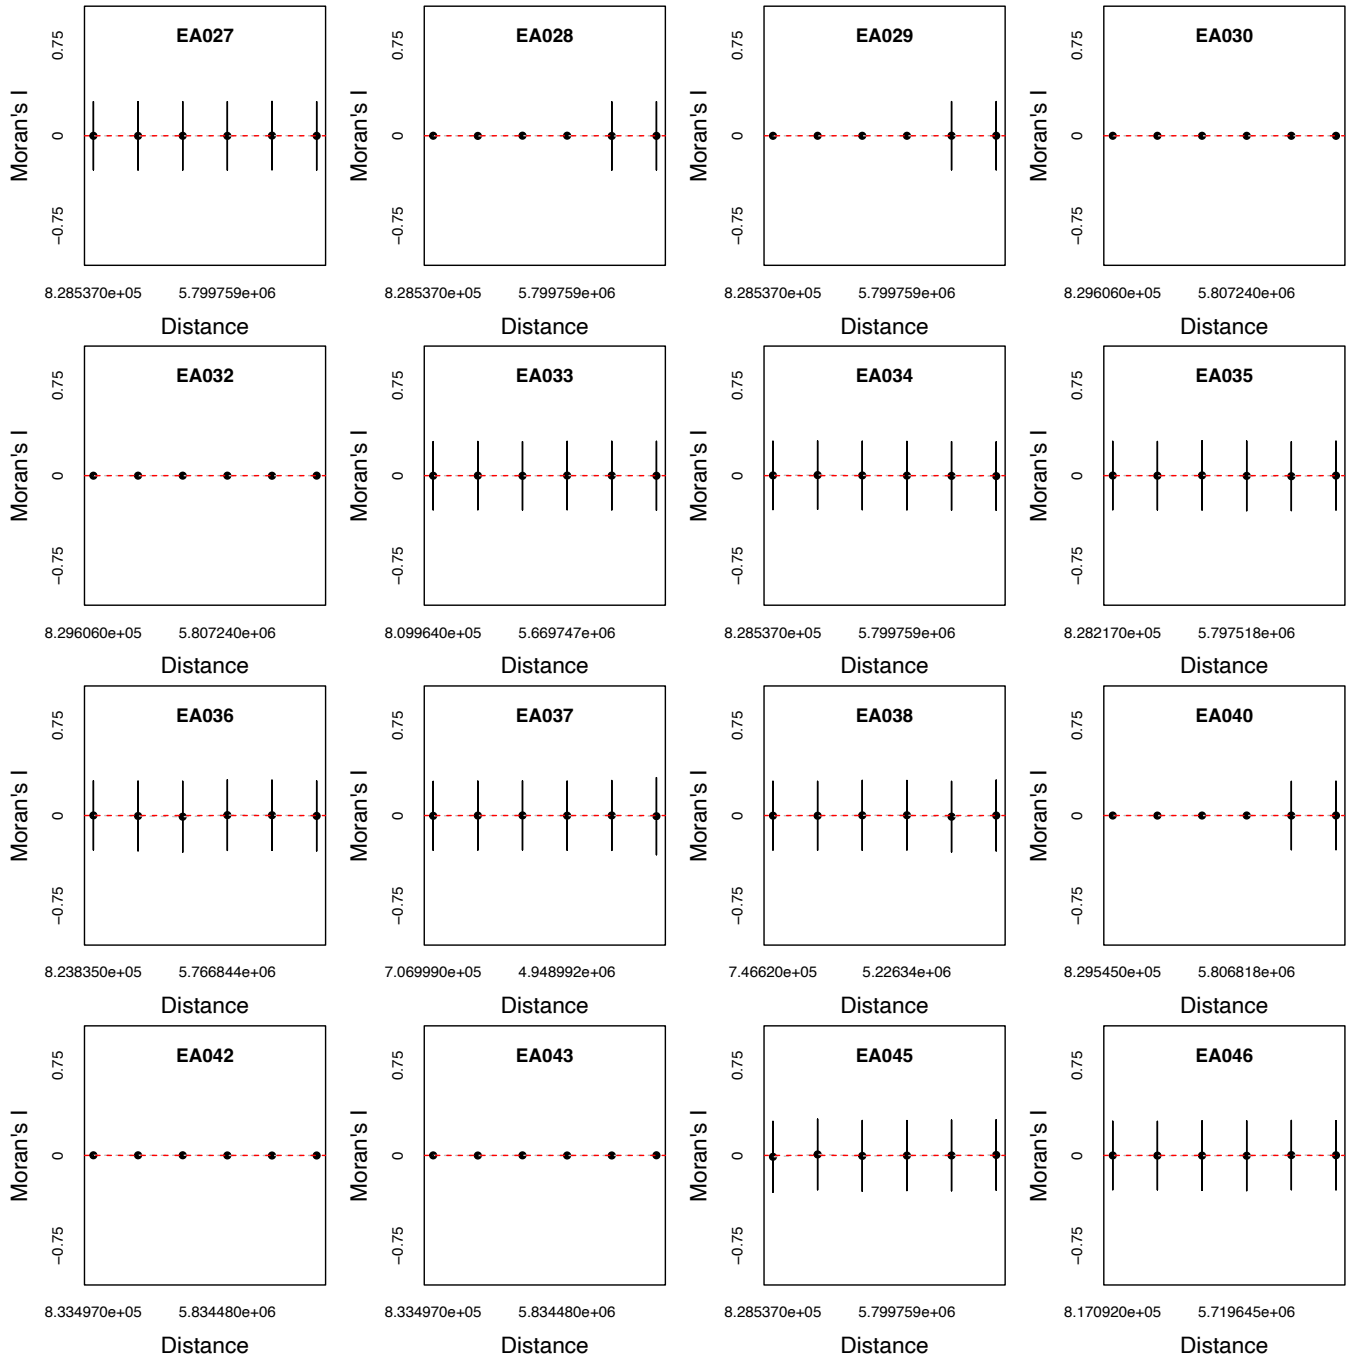 EA027
0.75
0
−0.75
Moran's I
8.285370e+05 5.799759e+06
Distance
EA028
0.75
0
−0.75
Moran's I
8.285370e+05 5.799759e+06
Distance
EA029
0.75
0
−0.75
Moran's I
8.285370e+05 5.799759e+06
Distance
EA030
0.75
0
−0.75
Moran's I
8.296060e+05 5.807240e+06
Distance
EA032
0.75
0
−0.75
Moran's I
8.296060e+05 5.807240e+06
Distance
EA033
0.75
0
−0.75
Moran's I
8.099640e+05 5.669747e+06
Distance
EA034
0.75
0
−0.75
Moran's I
8.285370e+05 5.799759e+06
Distance
EA035
0.75
0
−0.75
Moran's I
8.282170e+05 5.797518e+06
Distance
EA036
0.75
0
−0.75
Moran's I
8.238350e+05 5.766844e+06
Distance
EA037
0.75
0
−0.75
Moran's I
7.069990e+05 4.948992e+06
Distance
EA038
0.75
0
−0.75
Moran's I
7.46620e+05 5.22634e+06
Distance
EA040
0.75
0
−0.75
Moran's I
8.295450e+05 5.806818e+06
Distance
EA042
0.75
0
−0.75
Moran's I
8.334970e+05 5.834480e+06
Distance
EA043
0.75
0
−0.75
Moran's I
8.334970e+05 5.834480e+06
Distance
EA045
0.75
0
−0.75
Moran's I
8.285370e+05 5.799759e+06
Distance
EA046
0.75
0
−0.75
Moran's I
8.170920e+05 5.719645e+06
Distance